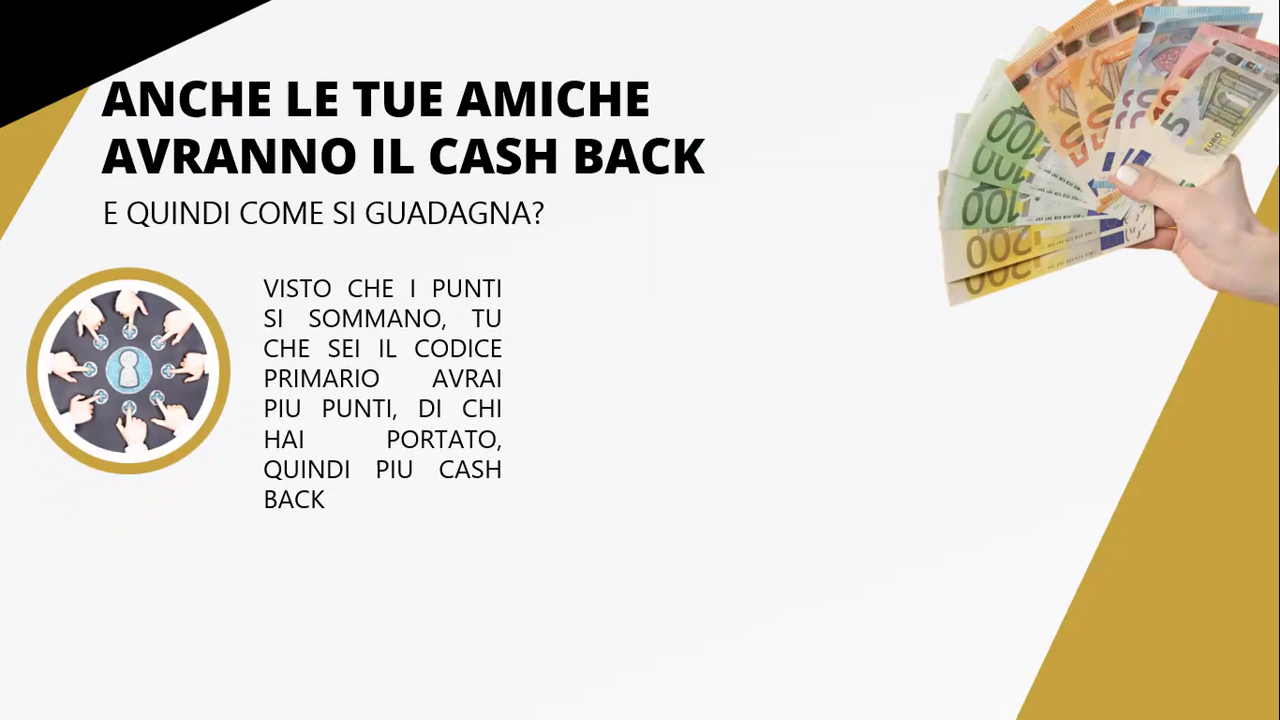 ANCHE LE TUE AMICHE
AVRANNO IL CASH BACK
E QUINDI COME SI GUADAGNA?
VISTO CHE I PUNTI
SI SOMMANO, TU
CHE SEI IL CODICE
PRIMARIO AVRAI
PIU PUNTI, DI CHI
HAI PORTATO,
QUINDI PIU CASH
BACK